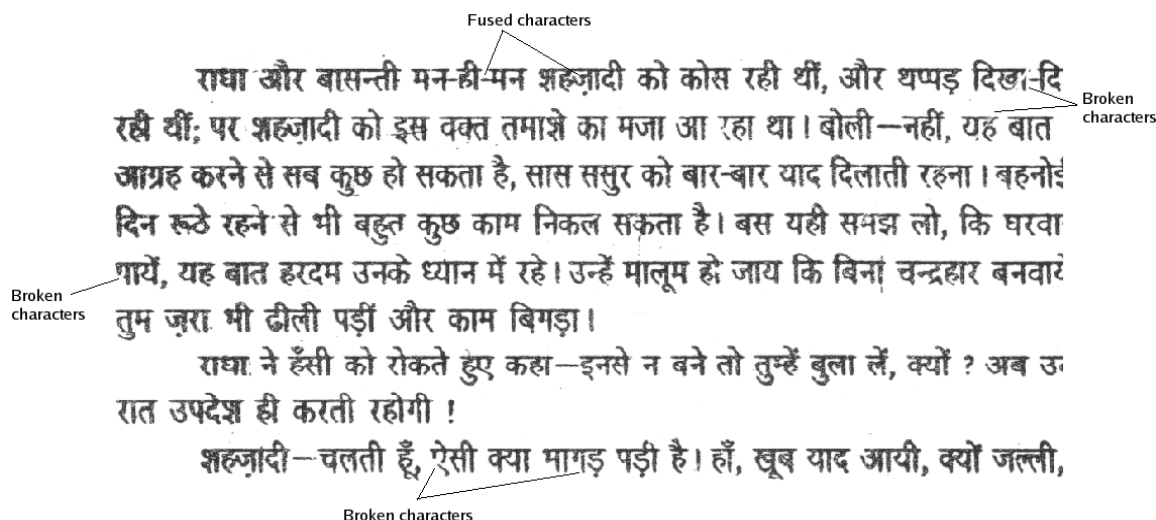 Fused characters
राधा और बासन्ती मन-ही-मन शहज़ादी को कोस रही थीं, और थप्पड़ दिखा-दि
Broken
characters
रही थीं; पर शहज़ादी को इस वक्त तमाशे का मजा आ रहा था। बोली—नहीं, यह बात
आग्रह करने से सब कुछ हो सकता है, सास ससुर को बार-बार याद दिलाती रहना। बहनोई
दिन रूठे रहने से भी बहुत कुछ काम निकल सकता है। बस यही समझ लो, कि घरवा
पायें, यह बात हरदम उनके ध्यान में रहे। उन्हें मालूम हो जाय कि बिना चन्द्रहार बनवाये
Broken
characters
तुम ज़रा भी ढीली पड़ीं और काम बिगड़ा।
राधा ने हँसी को रोकते हुए कहा—इनसे न बने तो तुम्हें बुला लें, क्यों ? अब उ
रात उपदेश ही करती रहोगी !
शहज़ादी—चलती हूँ, ऐसी क्या भागड़ पड़ी है। हाँ, खूब याद आयी, क्यों जल्ली,
Broken characters